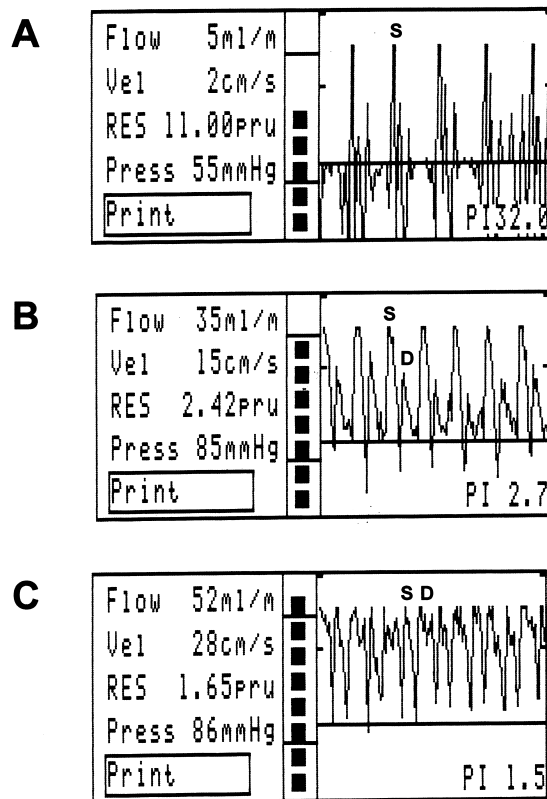 A
Flow 5ml/m
Vel 2cm/s
RES 11.00pru
Press 55mmHg
Print
S
PI32.0
B
Flow 35ml/m
Vel 15cm/s
RES 2.42pru
Press 85mmHg
Print
S
D
PI 2.7
C
Flow 52ml/m
Vel 28cm/s
RES 1.65pru
Press 86mmHg
Print
S D
PI 1.5